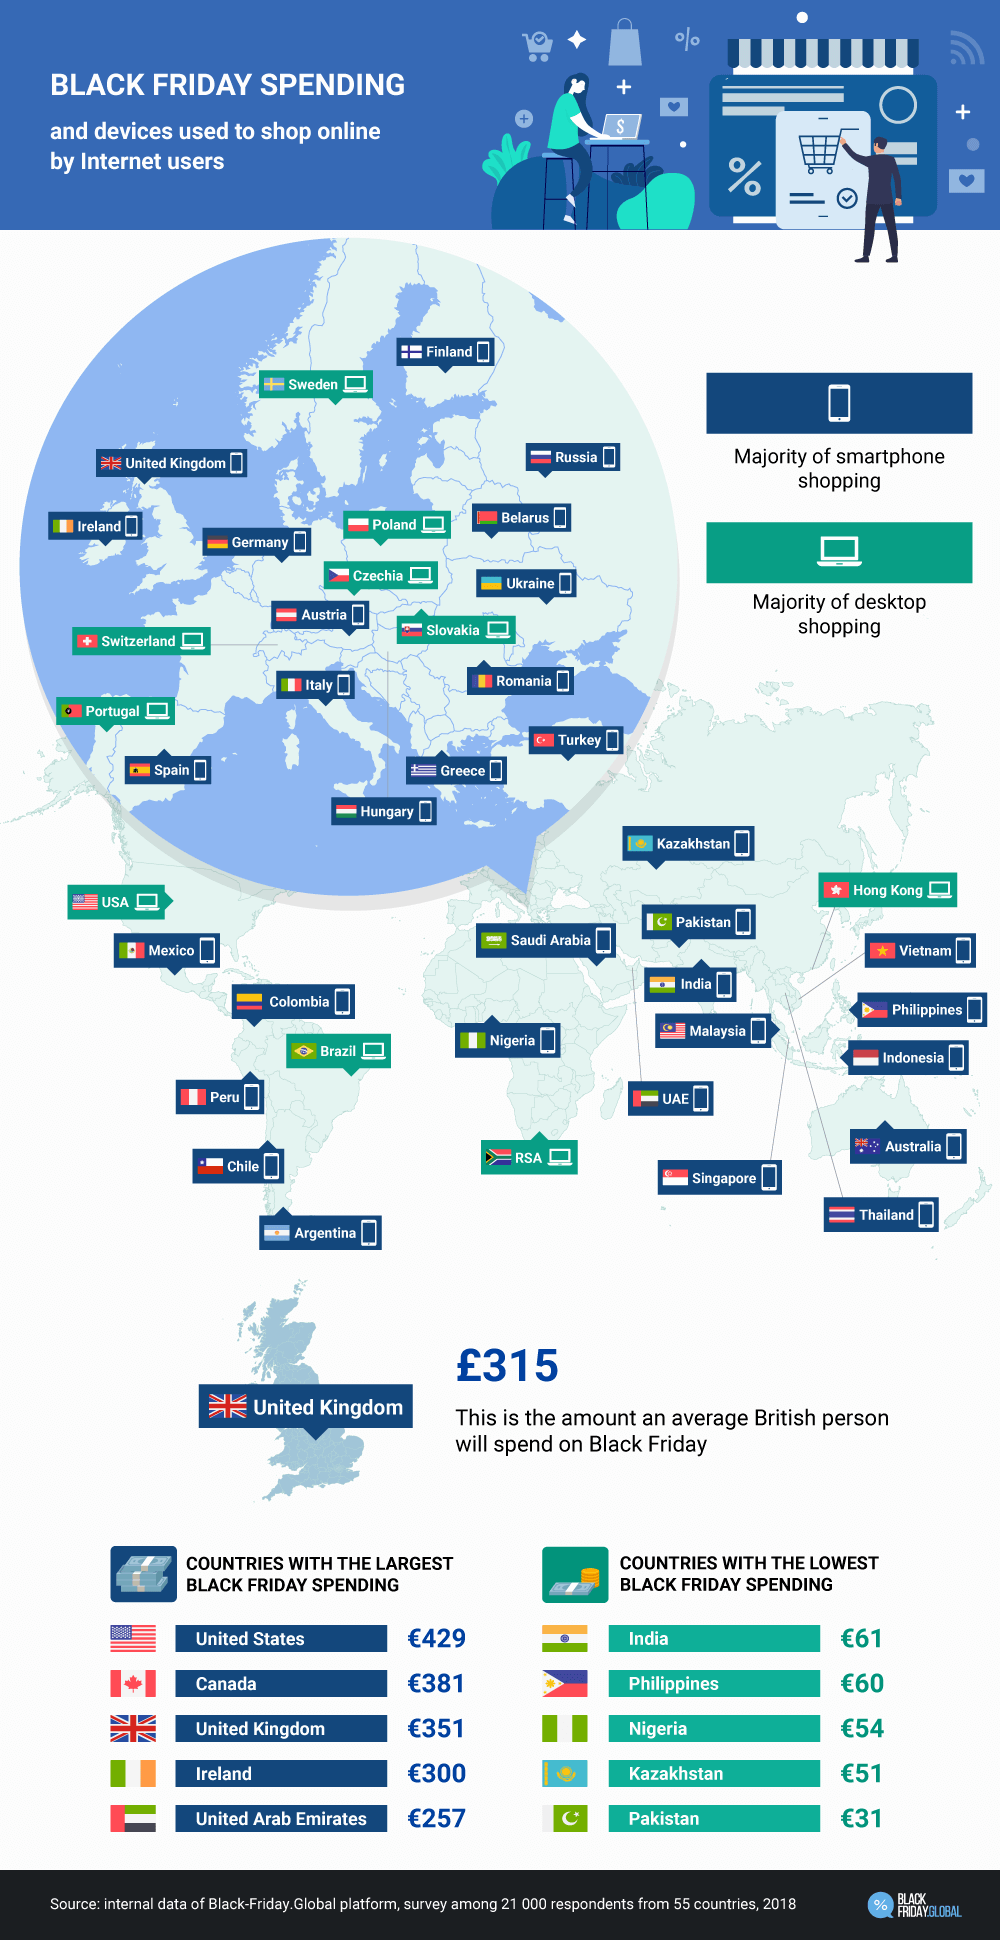 BLACK FRIDAY SPENDING
and devices used to shop online
by Internet users
%
$
%
Finland
Sweden
United Kingdom
Russia
Ireland
Germany
Poland
Belarus
Czechia
Ukraine
Austria
Switzerland
Slovakia
Italy
Romania
Portugal
Turkey
Spain
Greece
Hungary
Majority of smartphone
shopping
Majority of desktop
shopping
Kazakhstan
USA
Hong Kong
Mexico
Saudi Arabia
Pakistan
Vietnam
Colombia
India
Philippines
Brazil
Nigeria
Malaysia
Indonesia
Peru
UAE
Chile
RSA
Australia
Singapore
Argentina
Thailand
United Kingdom
£315
This is the amount an average British person
will spend on Black Friday
COUNTRIES WITH THE LARGEST
BLACK FRIDAY SPENDING
United States €429
Canada €381
United Kingdom €351
Ireland €300
United Arab Emirates €257
COUNTRIES WITH THE LOWEST
BLACK FRIDAY SPENDING
India €61
Philippines €60
Nigeria €54
Kazakhstan €51
Pakistan €31
Source: internal data of Black-Friday.Global platform, survey among 21 000 respondents from 55 countries, 2018
%
BLACK
FRIDAY.GLOBAL